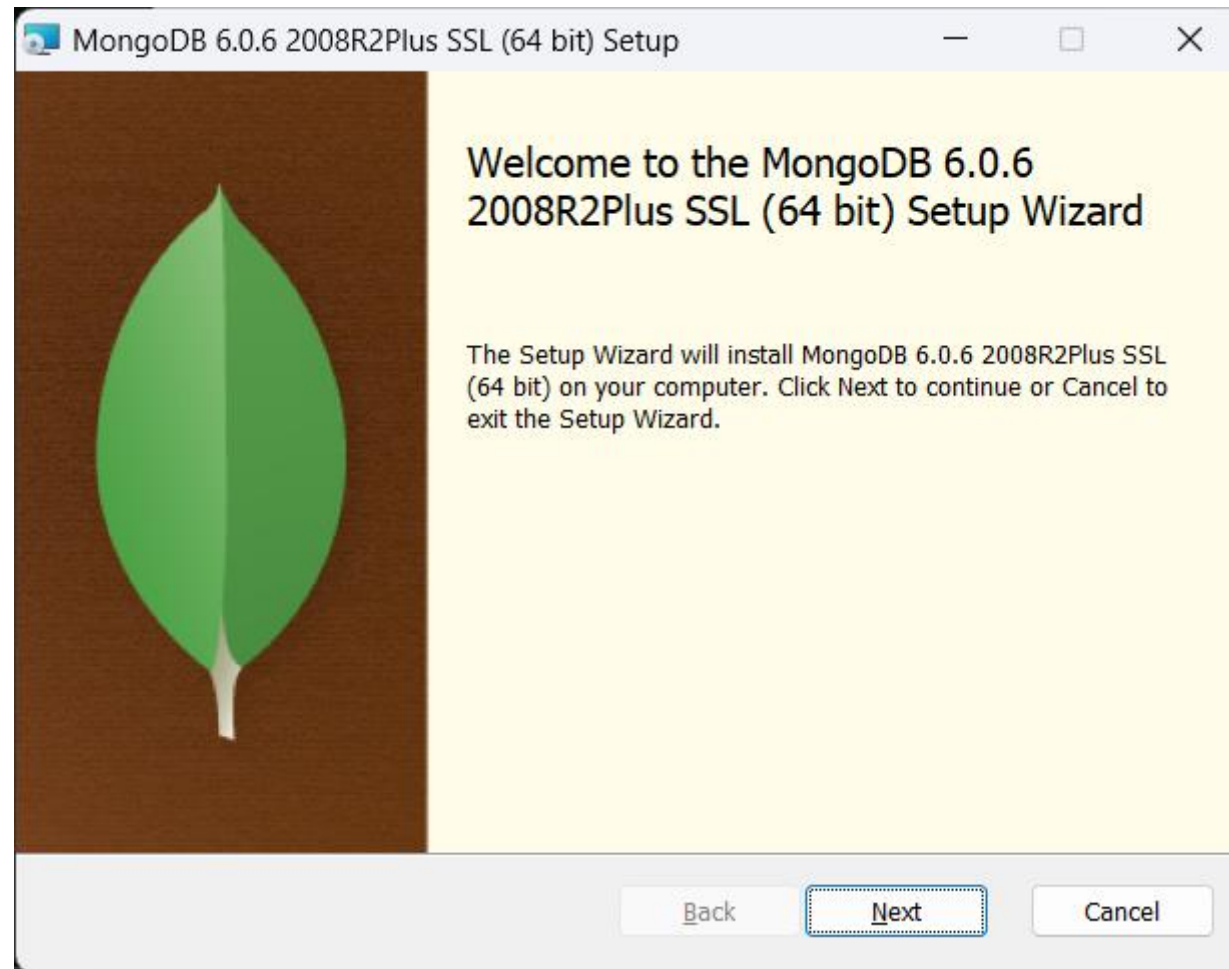 MongoDB 6.0.6 2008R2Plus SSL (64 bit) Setup
Welcome to the MongoDB 6.0.6
2008R2Plus SSL (64 bit) Setup Wizard
The Setup Wizard will install MongoDB 6.0.6 2008R2Plus SSL
(64 bit) on your computer. Click Next to continue or Cancel to
exit the Setup Wizard.
Back Next Cancel